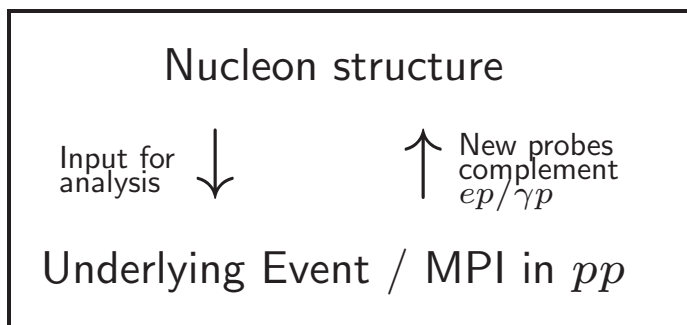 Nucleon structure
Input for
analysis
New probes
complement
ep/γp
Underlying Event / MPI in pp